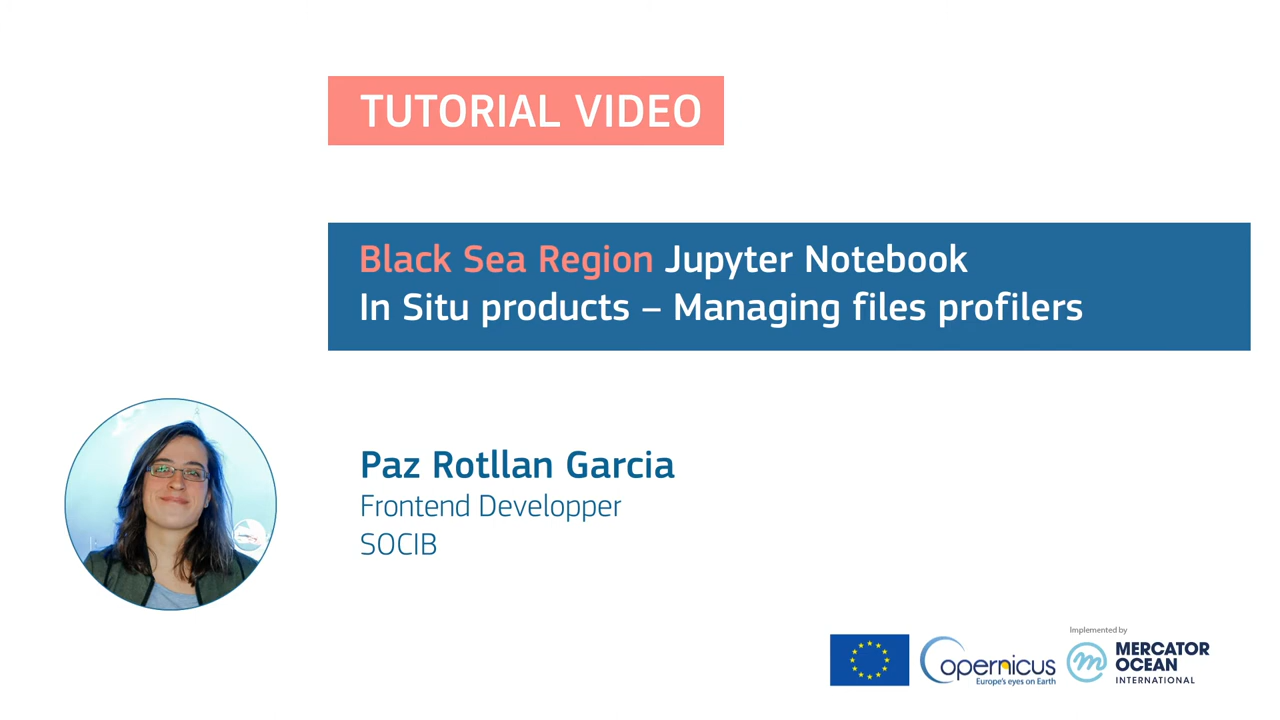 TUTORIAL VIDEO
Black Sea Region Jupyter Notebook
In Situ products – Managing files profilers
Paz Rotllan Garcia
Frontend Developper
SOCIB
Implemented by
opernicus
Europe's eyes on Earth
MERCATOR
OCEAN
INTERNATIONAL